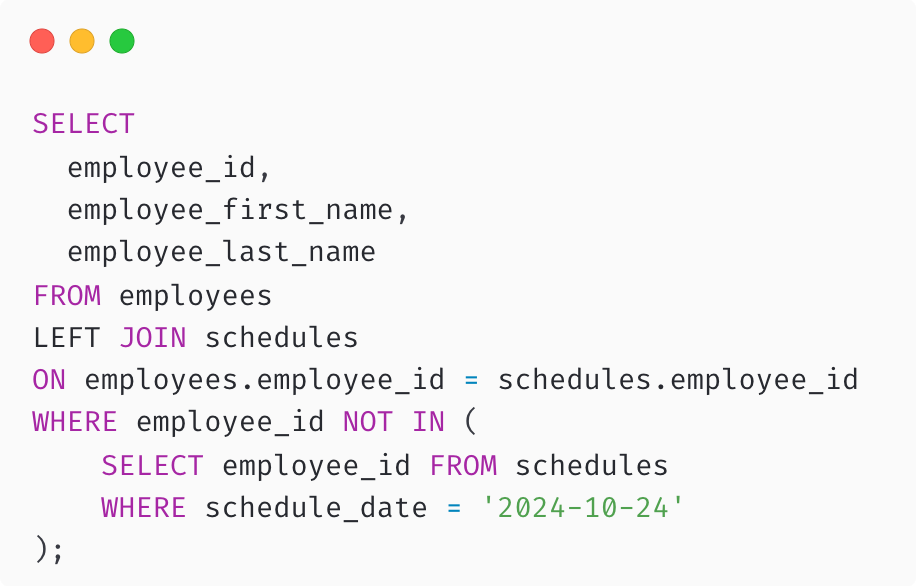 SELECT
  employee_id,
  employee_first_name,
  employee_last_name
FROM employees
LEFT JOIN schedules
ON employees.employee_id = schedules.employee_id
WHERE employee_id NOT IN (
    SELECT employee_id FROM schedules
    WHERE schedule_date = '2024-10-24'
);